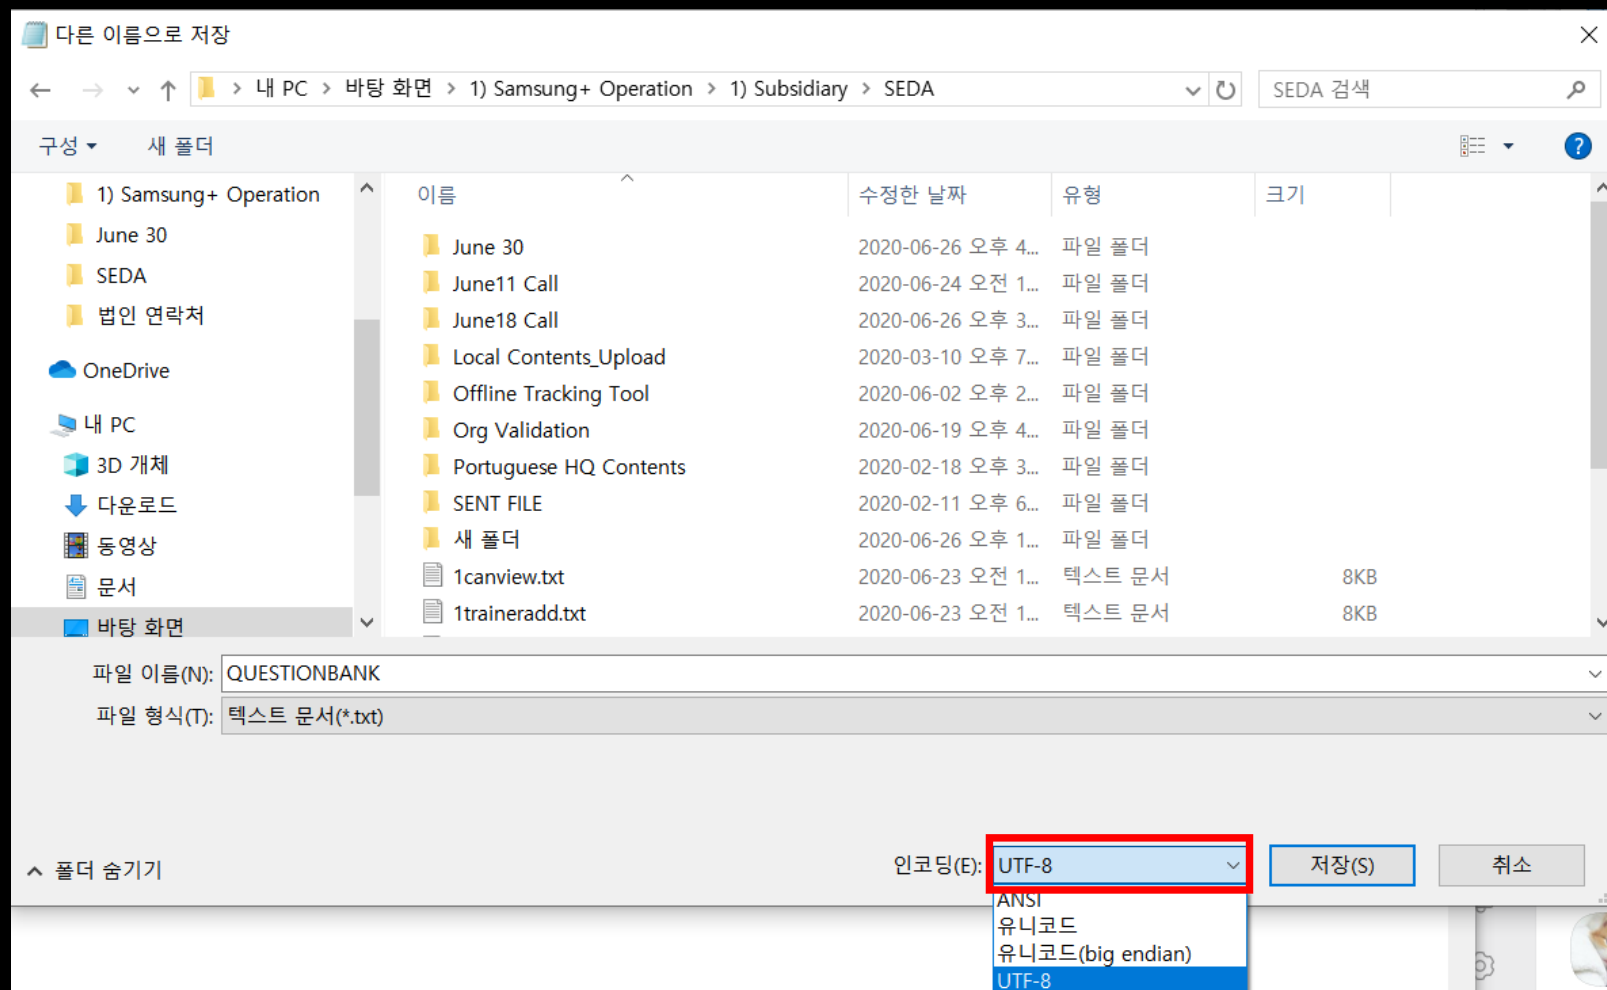 다른 이름으로 저장
내 PC > 바탕 화면 > 1) Samsung+ Operation > 1) Subsidiary > SEDA
SEDA 검색
구성 새 폴더
1) Samsung+ Operation
June 30
SEDA
법인 연락처
OneDrive
내 PC
3D 개체
다운로드
동영상
문서
바탕 화면
이름 수정한 날짜 유형 크기
June 30 2020-06-26 오후 4... 파일 폴더
June11 Call 2020-06-24 오전 1... 파일 폴더
June18 Call 2020-06-26 오후 3... 파일 폴더
Local Contents_Upload 2020-03-10 오후 7... 파일 폴더
Offline Tracking Tool 2020-06-02 오후 2... 파일 폴더
Org Validation 2020-06-19 오후 4... 파일 폴더
Portuguese HQ Contents 2020-02-18 오후 3... 파일 폴더
SENT FILE 2020-02-11 오후 6... 파일 폴더
새 폴더 2020-06-26 오후 1... 파일 폴더
1canview.txt 2020-06-23 오전 1... 텍스트 문서 8KB
1traineradd.txt 2020-06-23 오전 1... 텍스트 문서 8KB
파일 이름(N): QUESTIONBANK
파일 형식(T): 텍스트 문서(*.txt)
폴더 숨기기
인코딩(E): UTF-8
저장(S)
취소
ANSI
유니코드
유니코드(big endian)
UTF-8